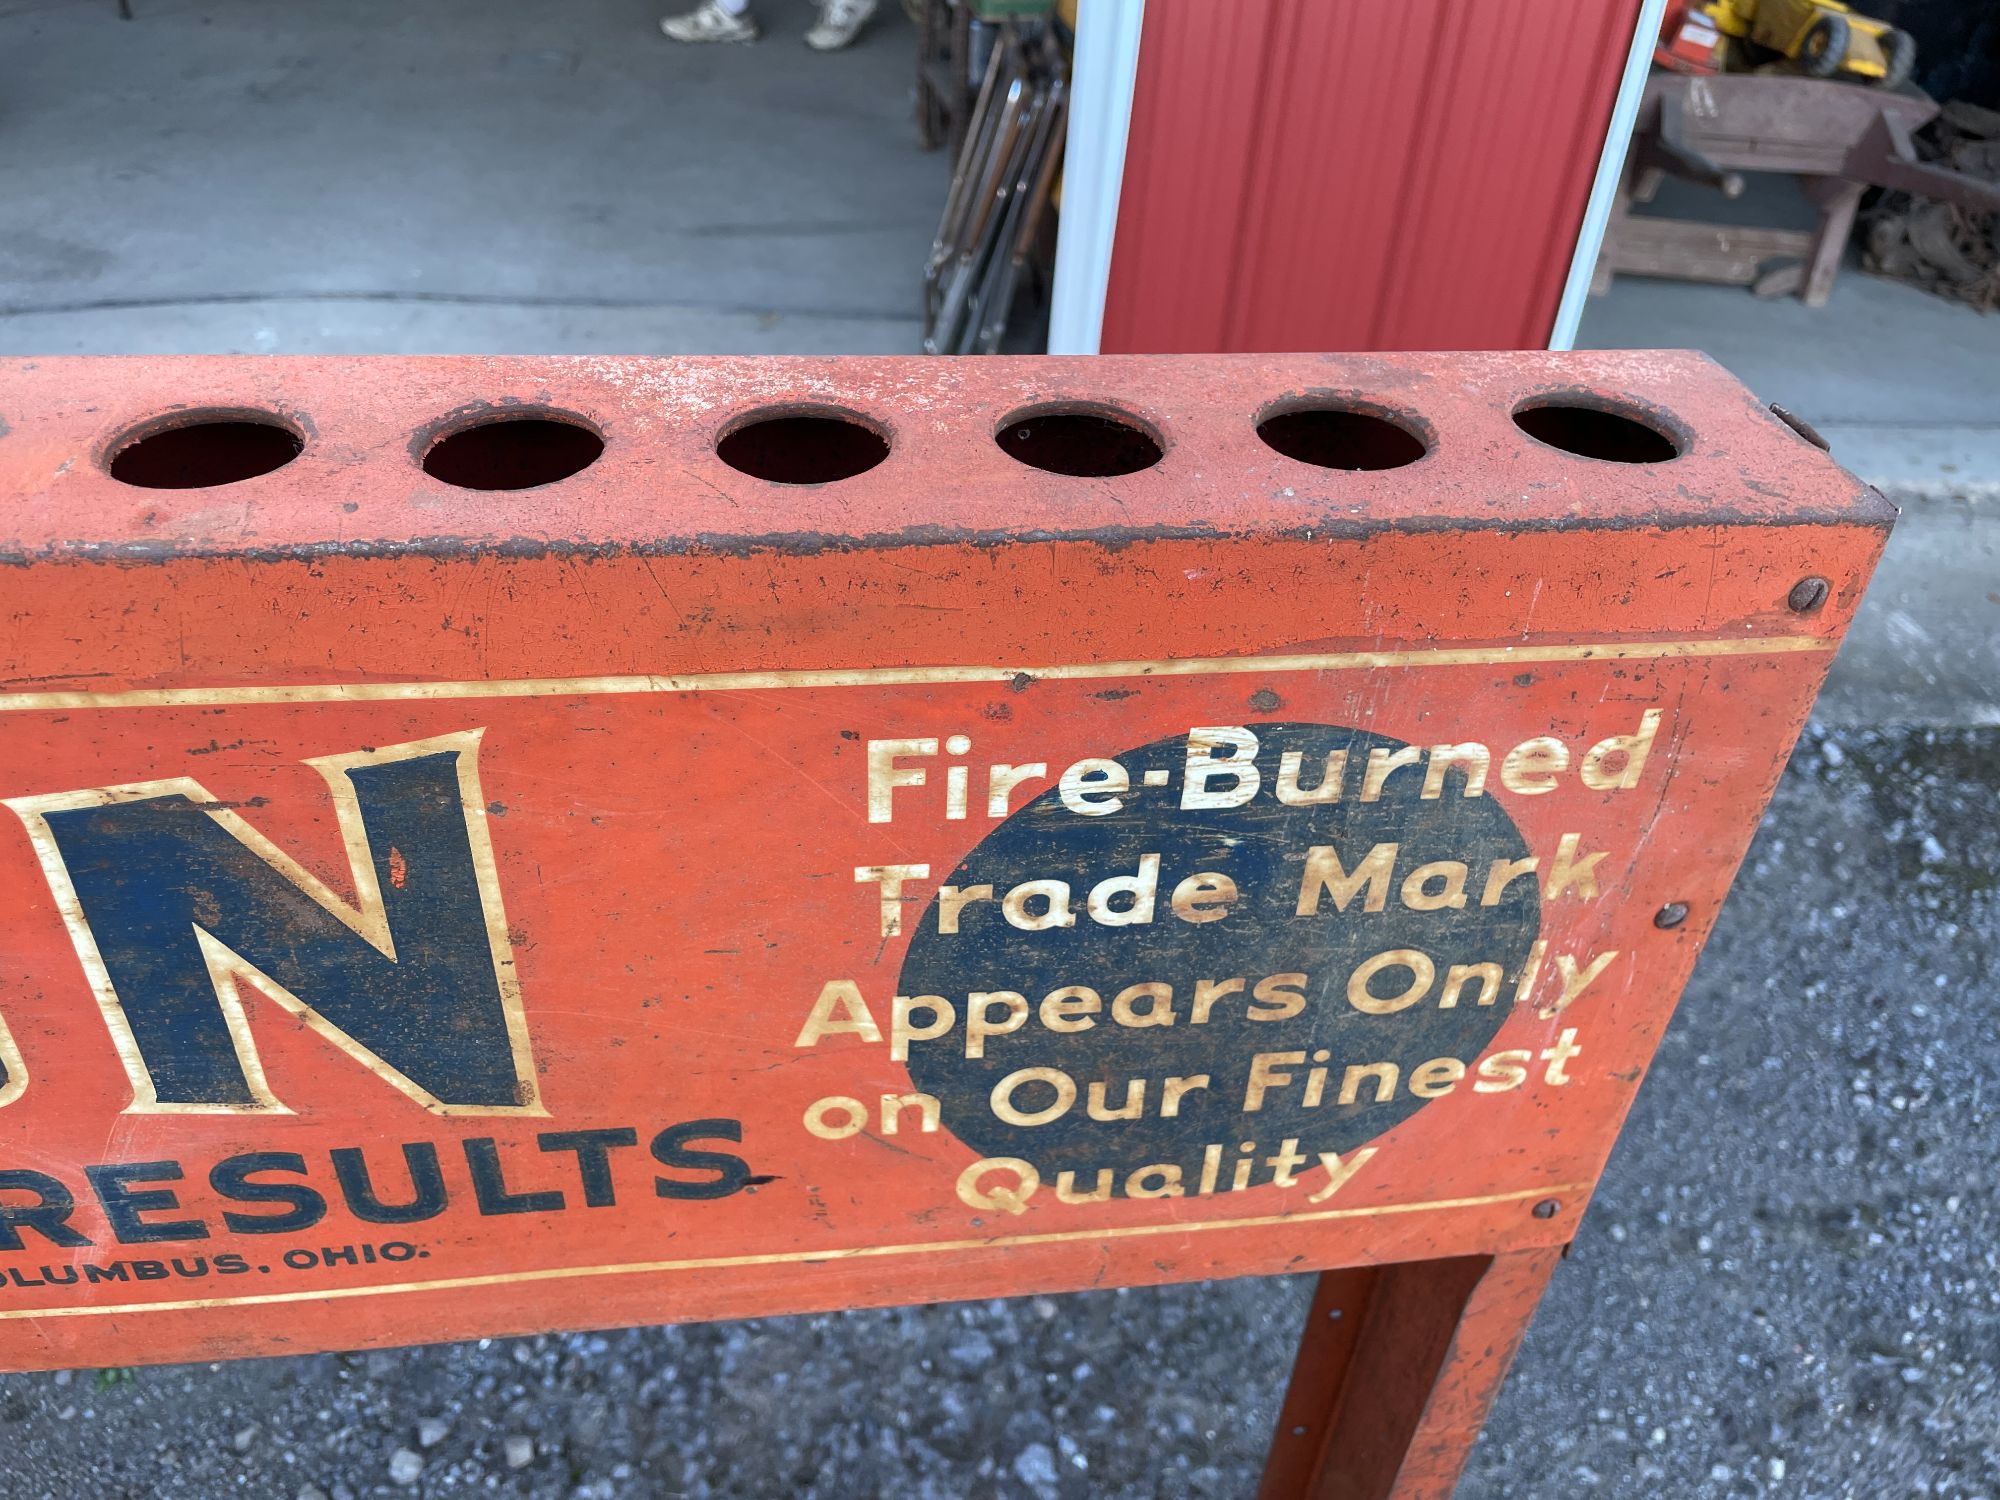 N
RESULTS
OLUMBUS, OHIO.
Fire-Burned
Trade Mark
Appears Only
on Our Finest
Quality